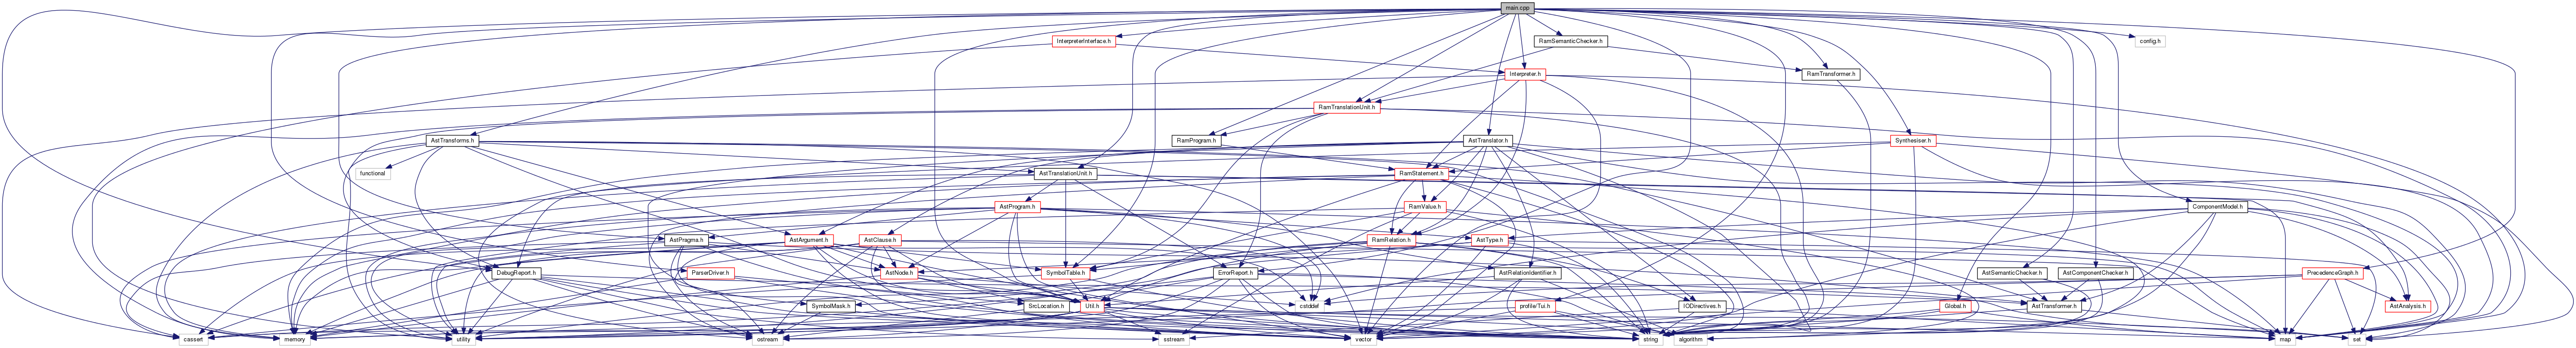 main.cpp
InterpreterInterface.h
RamSemanticChecker.h
config.h
Interpreter.h
RamTransformer.h
RamTranslationUnit.h
AstTransforms.h
RamProgram.h
AstTranslator.h
Synthesiser.h
functional
AstTranslationUnit.h
RamStatement.h
AstProgram.h
RamValue.h
ComponentModel.h
AstPragma.h
AstArgument.h
AstClause.h
RamRelation.h
AstType.h
DebugReport.h
ParserDriver.h
AstNode.h
SymbolTable.h
ErrorReport.h
AstRelationIdentifier.h
AstSemanticChecker.h
AstComponentChecker.h
PrecedenceGraph.h
SymbolMask.h
SrcLocation.h
Util.h
cstddef
profile/Tui.h
IODirectives.h
Global.h
AstTransformer.h
AstAnalysis.h
cassert
memory
utility
ostream
sstream
vector
string
algorithm
map
set